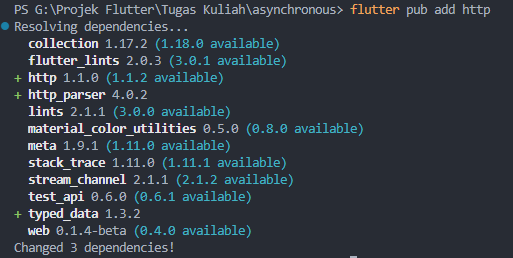 PS G:\Projek Flutter\Tugas Kuliah\asynchronous> flutter pub add http
Resolving dependencies...
  collection 1.17.2 (1.18.0 available)
  flutter_lints 2.0.3 (3.0.1 available)
+ http 1.1.0 (1.1.2 available)
+ http_parser 4.0.2
  lints 2.1.1 (3.0.0 available)
  material_color_utilities 0.5.0 (0.8.0 available)
  meta 1.9.1 (1.11.0 available)
  stack_trace 1.11.0 (1.11.1 available)
  stream_channel 2.1.1 (2.1.2 available)
  test_api 0.6.0 (0.6.1 available)
+ typed_data 1.3.2
  web 0.1.4-beta (0.4.0 available)
Changed 3 dependencies!